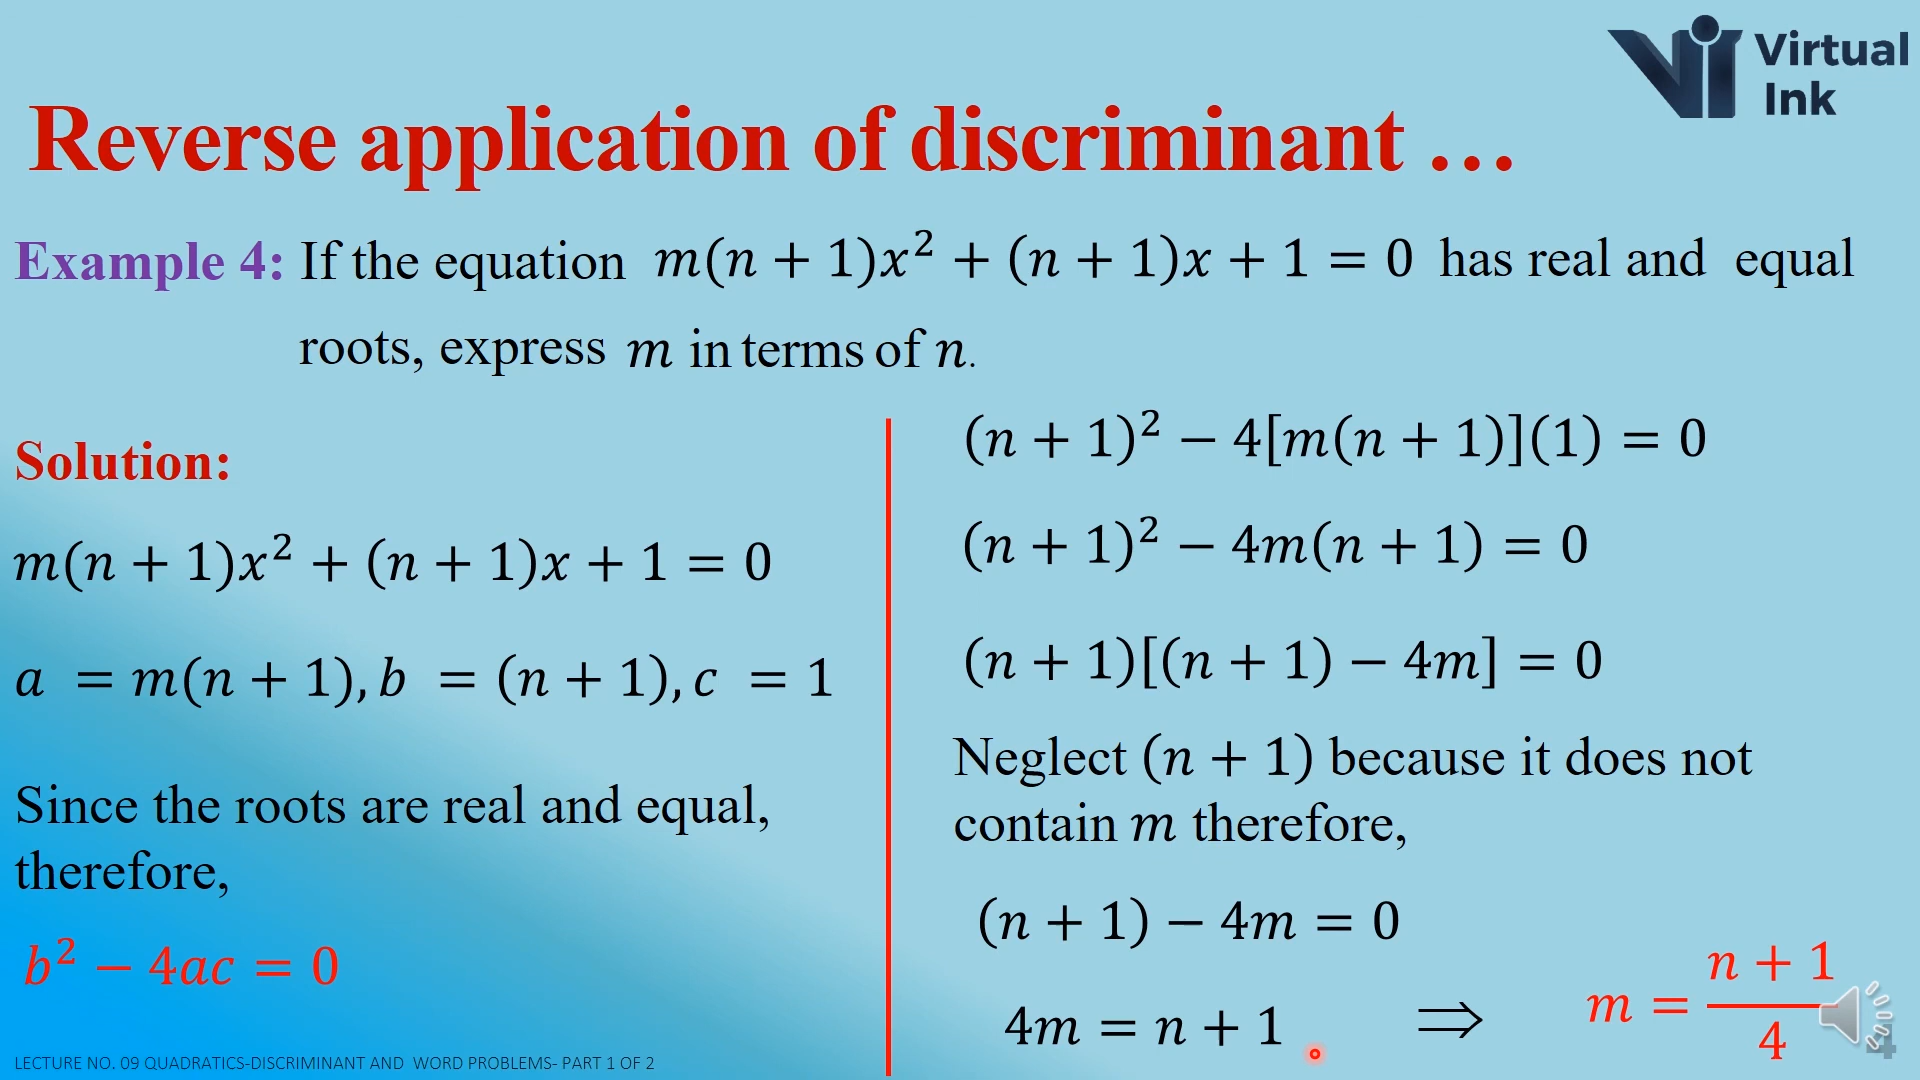 Virtual
Ink
Reverse application of discriminant …
Example 4: If the equation m(n + 1)x² + (n + 1)x + 1 = 0 has real and equal
roots, express m in terms of n.
Solution:
m(n + 1)x² + (n + 1)x + 1 = 0
a = m(n + 1), b = (n + 1), c = 1
Since the roots are real and equal,
therefore,
b² − 4ac = 0
(n + 1)² − 4[m(n + 1)](1) = 0
(n + 1)² − 4m(n + 1) = 0
(n + 1)[(n + 1) − 4m] = 0
Neglect (n + 1) because it does not
contain m therefore,
(n + 1) − 4m = 0
4m = n + 1 ⟹ m = (n + 1)/4
LECTURE NO. 09 QUADRATICS-DISCRIMINANT AND WORD PROBLEMS- PART 1 OF 2
4